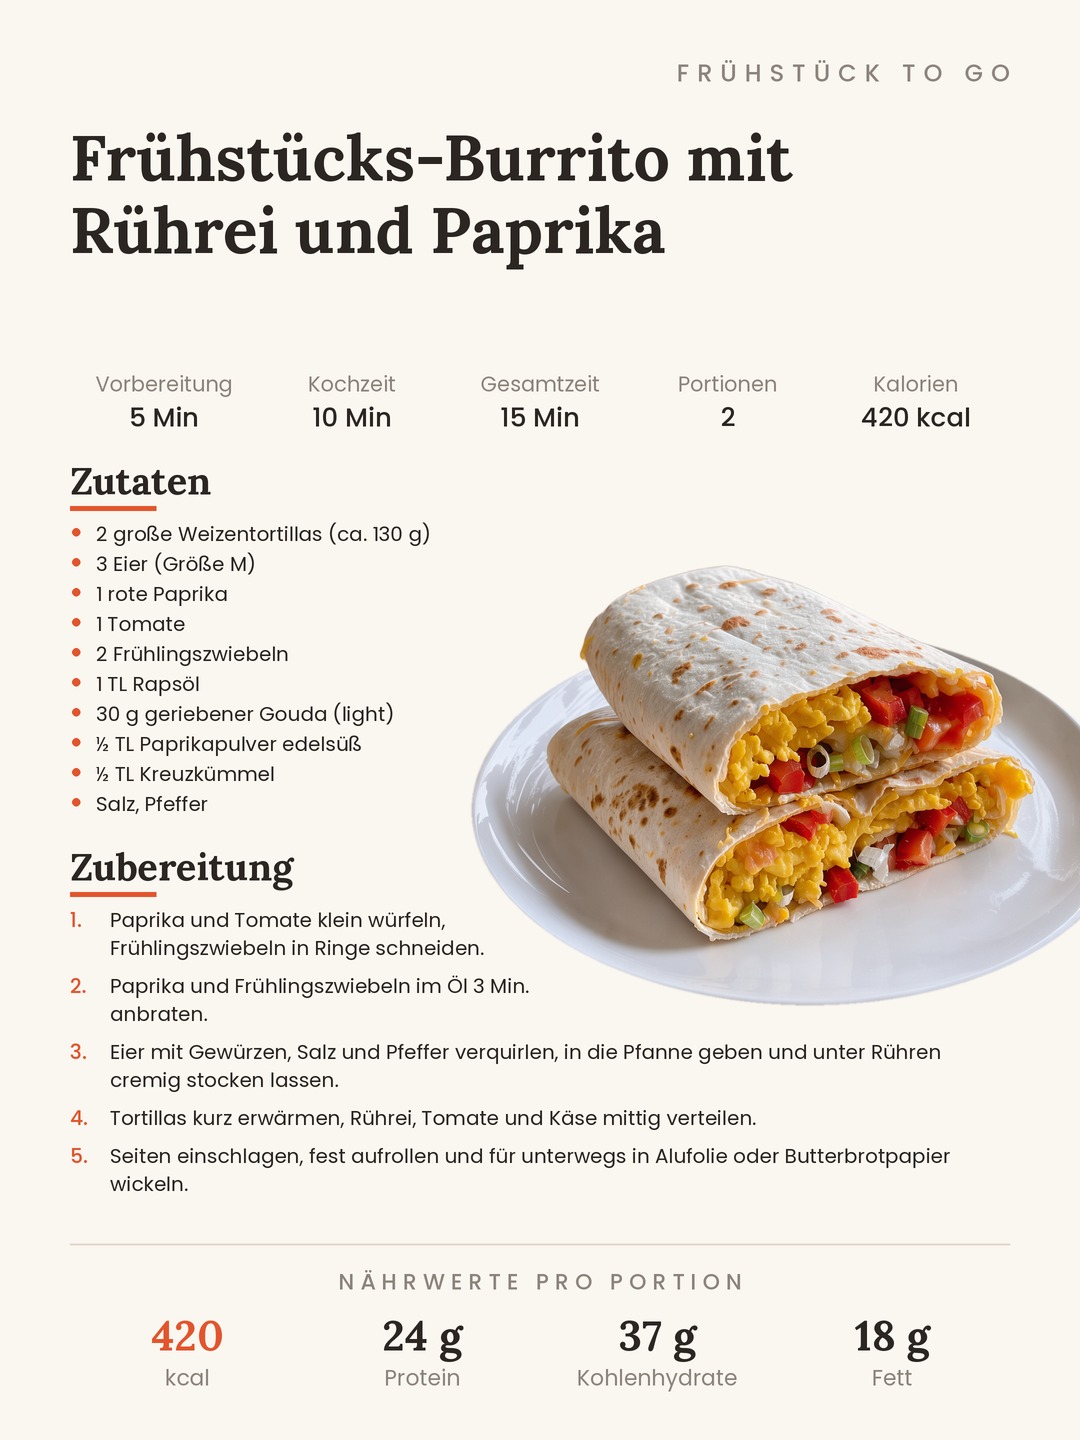 FRÜHSTÜCK TO GO
Frühstücks-Burrito mit
Rührei und Paprika
Vorbereitung
5 Min
Kochzeit
10 Min
Gesamtzeit
15 Min
Portionen
2
Kalorien
420 kcal
Zutaten
• 2 große Weizentortillas (ca. 130 g)
• 3 Eier (Größe M)
• 1 rote Paprika
• 1 Tomate
• 2 Frühlingszwiebeln
• 1 TL Rapsöl
• 30 g geriebener Gouda (light)
• ½ TL Paprikapulver edelsüß
• ½ TL Kreuzkümmel
• Salz, Pfeffer
Zubereitung
1. Paprika und Tomate klein würfeln,
Frühlingszwiebeln in Ringe schneiden.
2. Paprika und Frühlingszwiebeln im Öl 3 Min.
anbraten.
3. Eier mit Gewürzen, Salz und Pfeffer verquirlen, in die Pfanne geben und unter Rühren
cremig stocken lassen.
4. Tortillas kurz erwärmen, Rührei, Tomate und Käse mittig verteilen.
5. Seiten einschlagen, fest aufrollen und für unterwegs in Alufolie oder Butterbrotpapier
wickeln.
NÄHRWERTE PRO PORTION
420
kcal
24 g
Protein
37 g
Kohlenhydrate
18 g
Fett